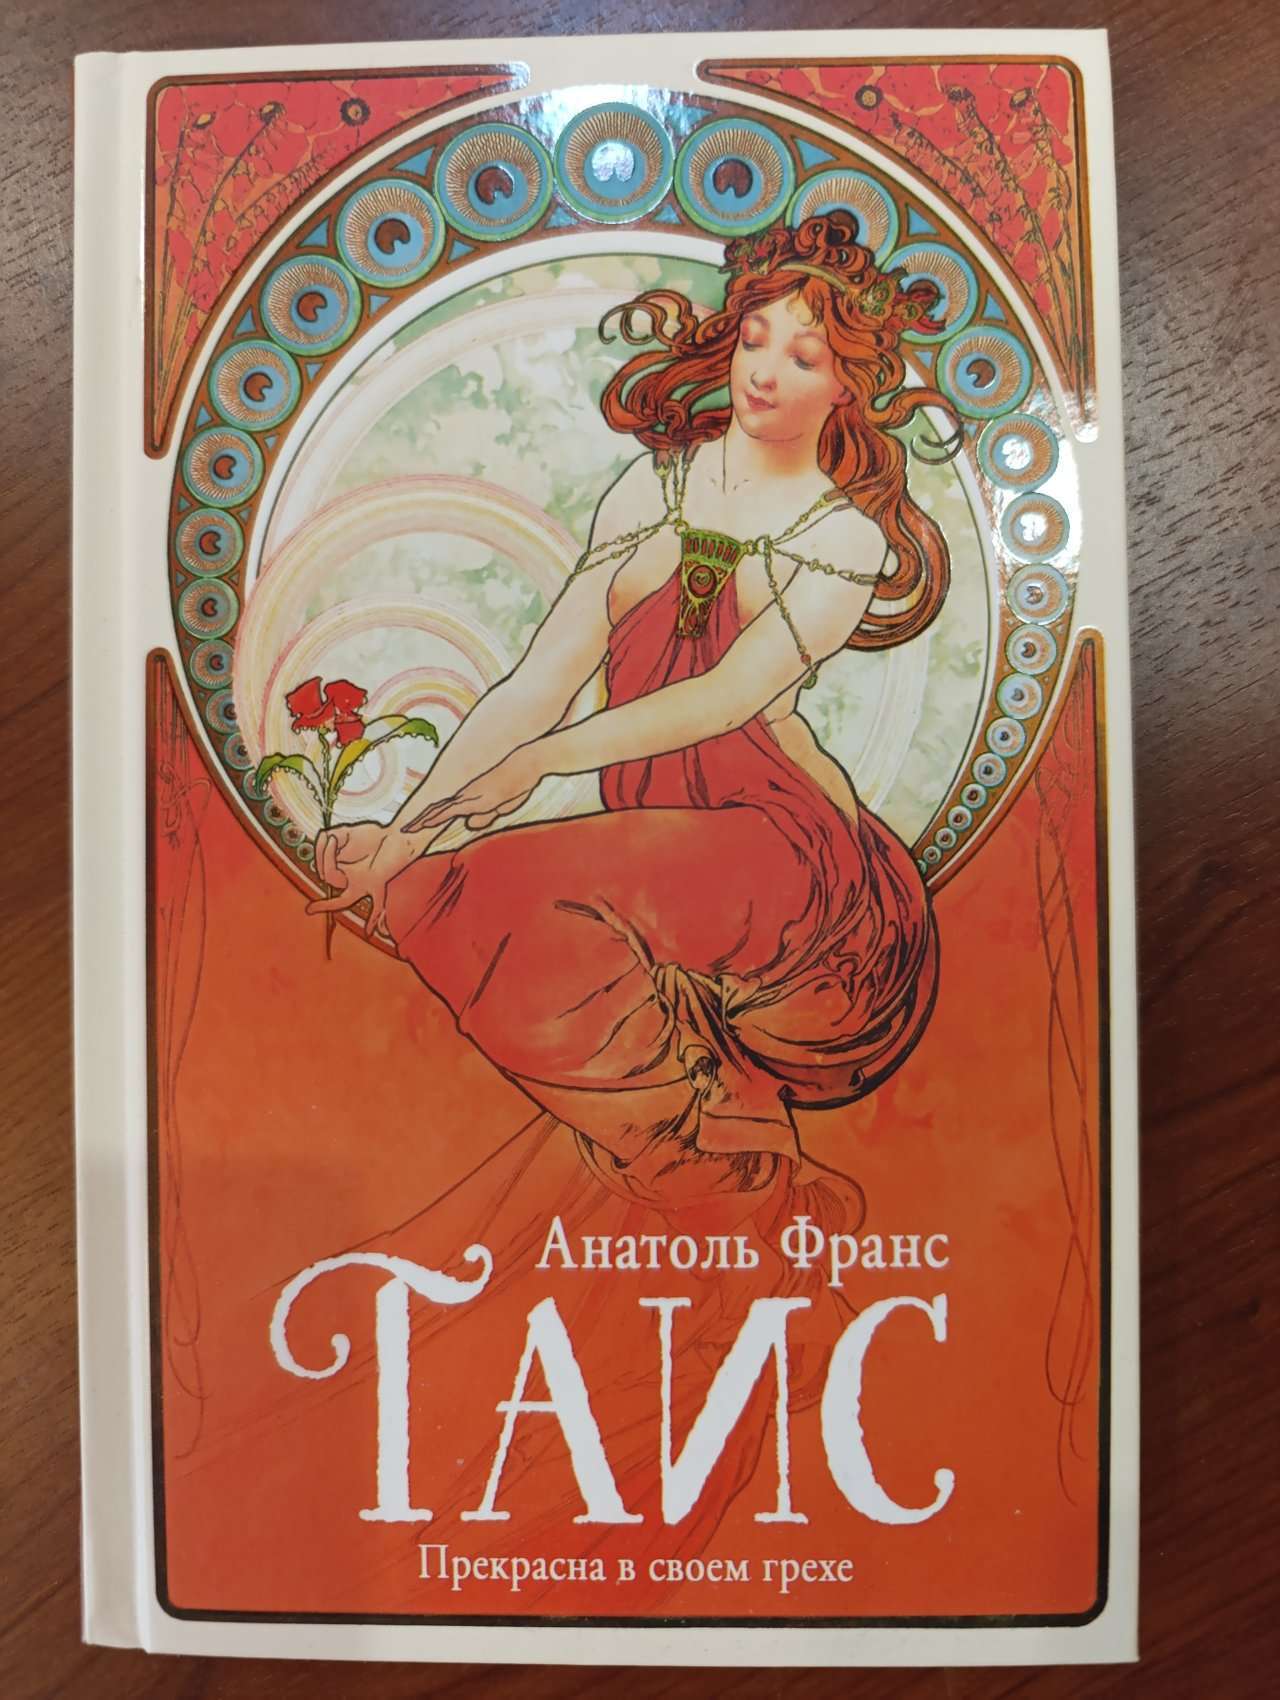 Анатоль Франс
Таис
Прекрасна в своем грехе